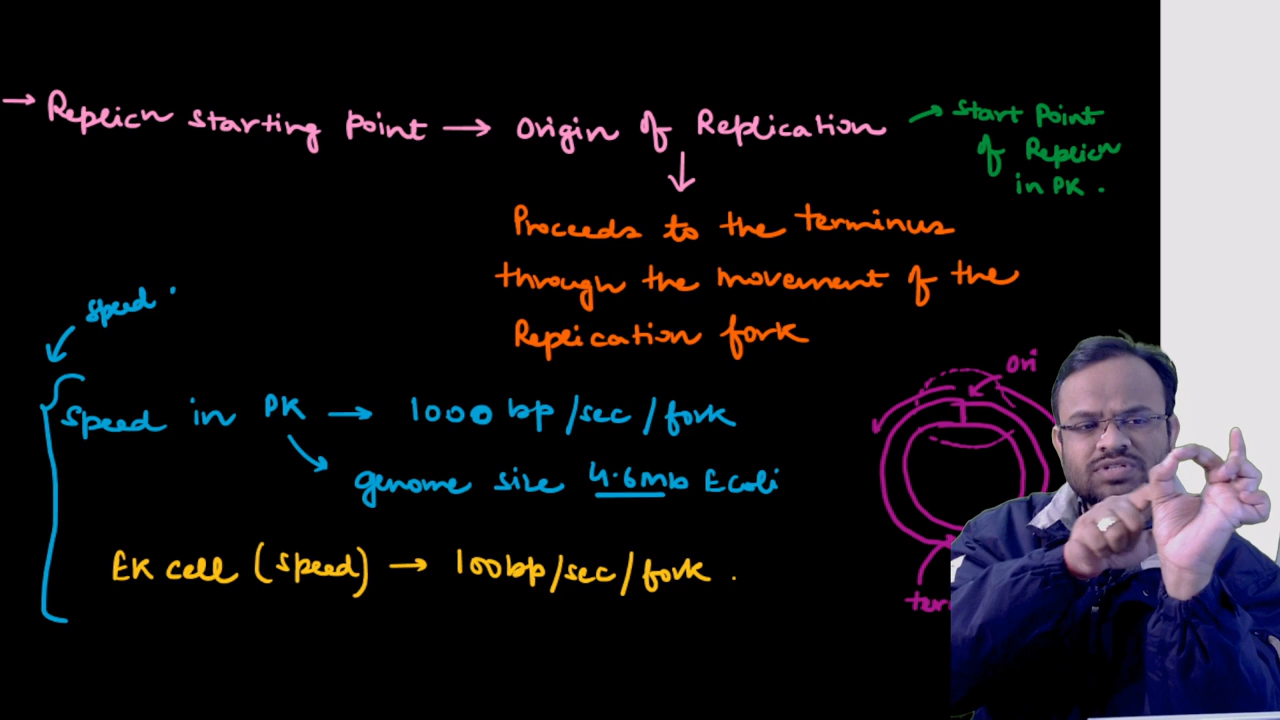 → Replicn starting point → Origin of Replication → start Point
of Replicn
in PK.
Proceeds to the terminus
through the movement of the
Replication fork
speed.
speed in PK → 1000 bp/sec/fork
genome size 4.6mb Ecoli
EK cell (speed) → 100bp/sec/fork.
ori
ter